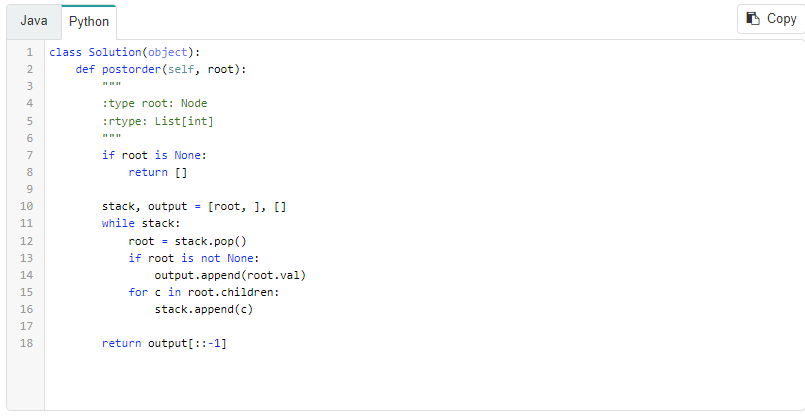 Java Python Copy
1 class Solution(object):
2     def postorder(self, root):
3         """
4         :type root: Node
5         :rtype: List[int]
6         """
7         if root is None:
8             return []
9
10         stack, output = [root, ], []
11         while stack:
12             root = stack.pop()
13             if root is not None:
14                 output.append(root.val)
15             for c in root.children:
16                 stack.append(c)
17
18         return output[::-1]